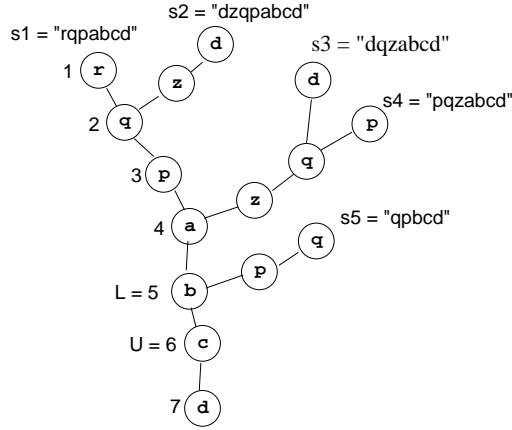 s2 = "dzqpabcd"
s1 = "rqpabcd"
d
s3 = "dqzabcd"
1 r
z
d
s4 = "pqzabcd"
2 q
p
q
3 p
z
4 a
s5 = "qpbcd"
q
p
L = 5 b
U = 6 c
7 d